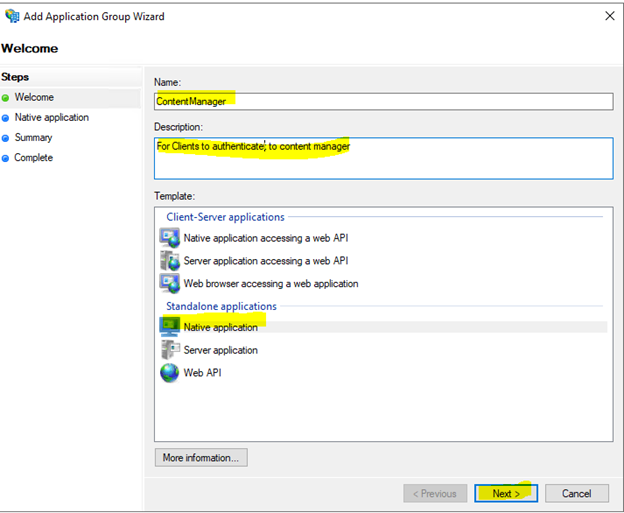 Add Application Group Wizard
Welcome
Steps
Welcome
Native application
Summary
Complete
Name:
ContentManager
Description:
For Clients to authenticate; to content manager
Template:
Client-Server applications
Native application accessing a web API
Server application accessing a web API
Web browser accessing a web application
Standalone applications
Native application
Server application
Web API
More information...
< Previous
Next >
Cancel